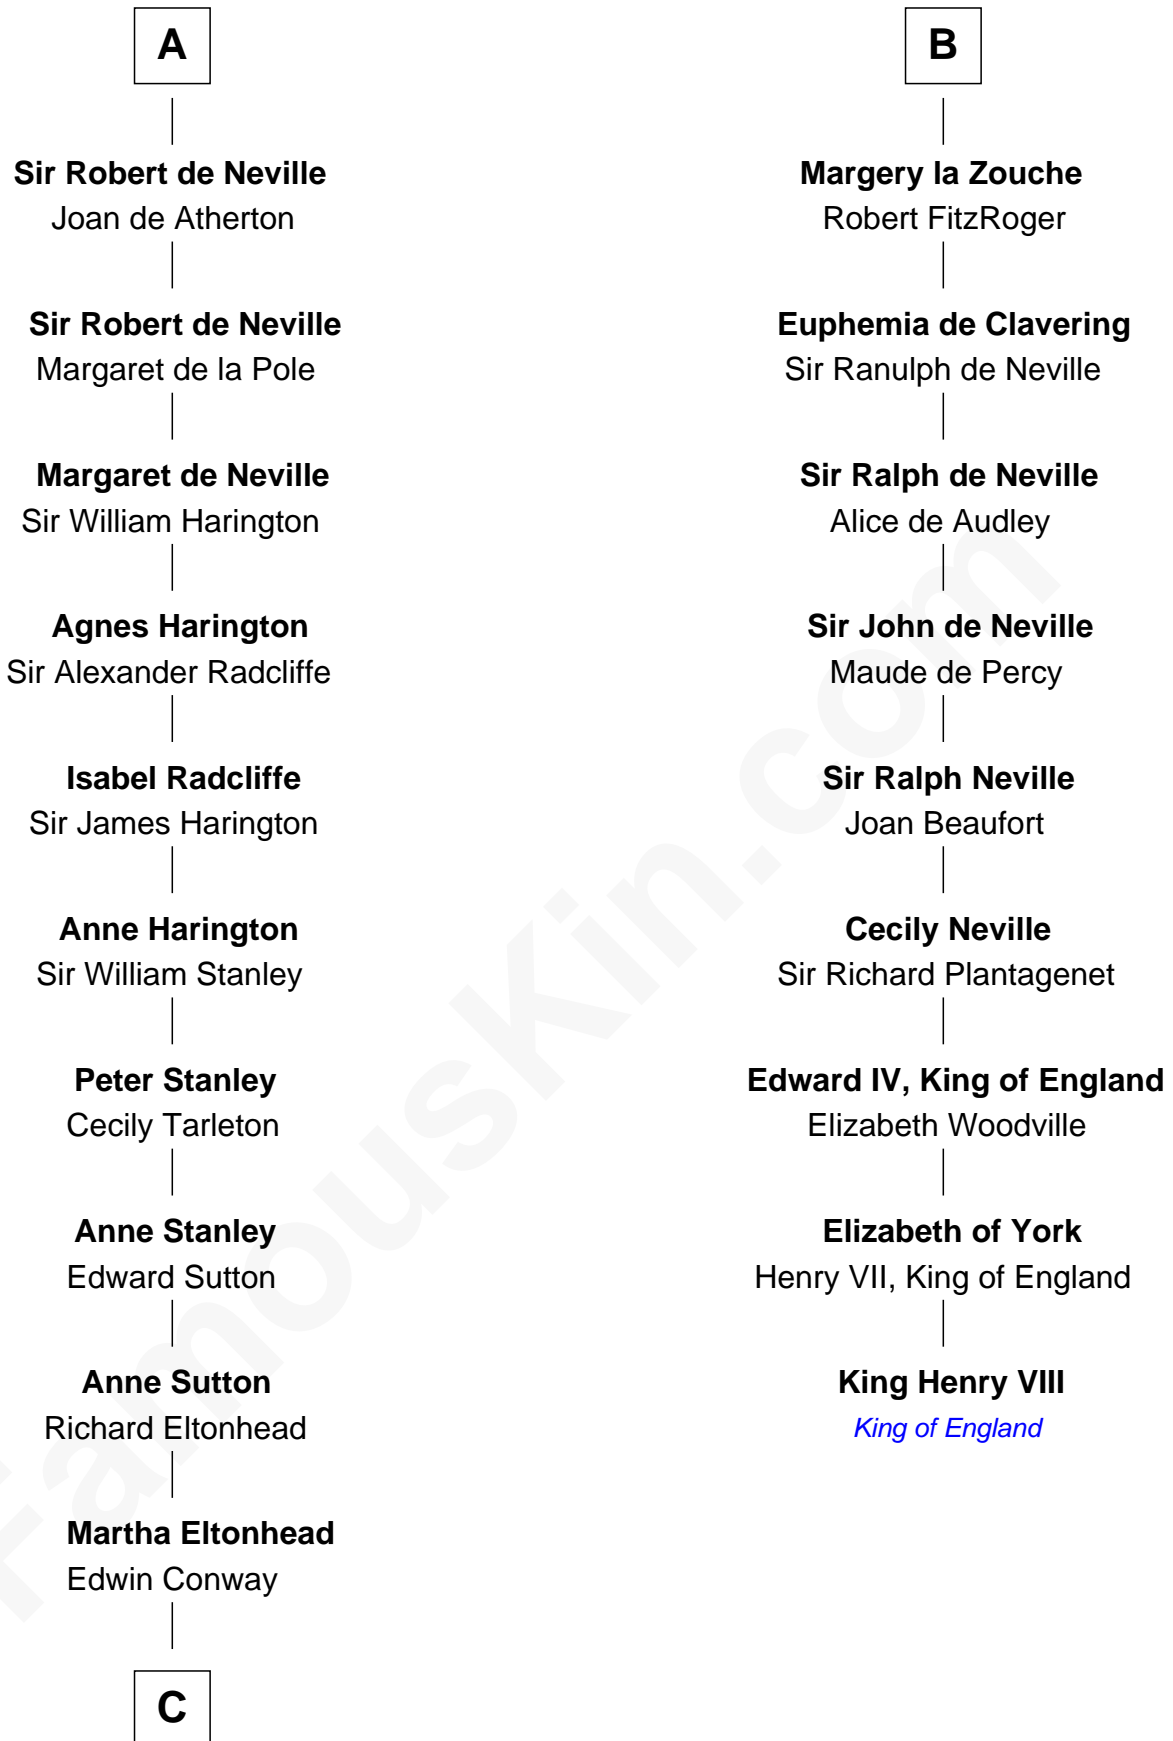 A
Sir Robert de Neville
Joan de Atherton
Sir Robert de Neville
Margaret de la Pole
Margaret de Neville
Sir William Harington
Agnes Harington
Sir Alexander Radcliffe
Isabel Radcliffe
Sir James Harington
Anne Harington
Sir William Stanley
Peter Stanley
Cecily Tarleton
Anne Stanley
Edward Sutton
Anne Sutton
Richard Eltonhead
Martha Eltonhead
Edwin Conway
C
B
Margery la Zouche
Robert FitzRoger
Euphemia de Clavering
Sir Ranulph de Neville
Sir Ralph de Neville
Alice de Audley
Sir John de Neville
Maude de Percy
Sir Ralph Neville
Joan Beaufort
Cecily Neville
Sir Richard Plantagenet
Edward IV, King of England
Elizabeth Woodville
Elizabeth of York
Henry VII, King of England
King Henry VIII
King of England
FamousKin.com